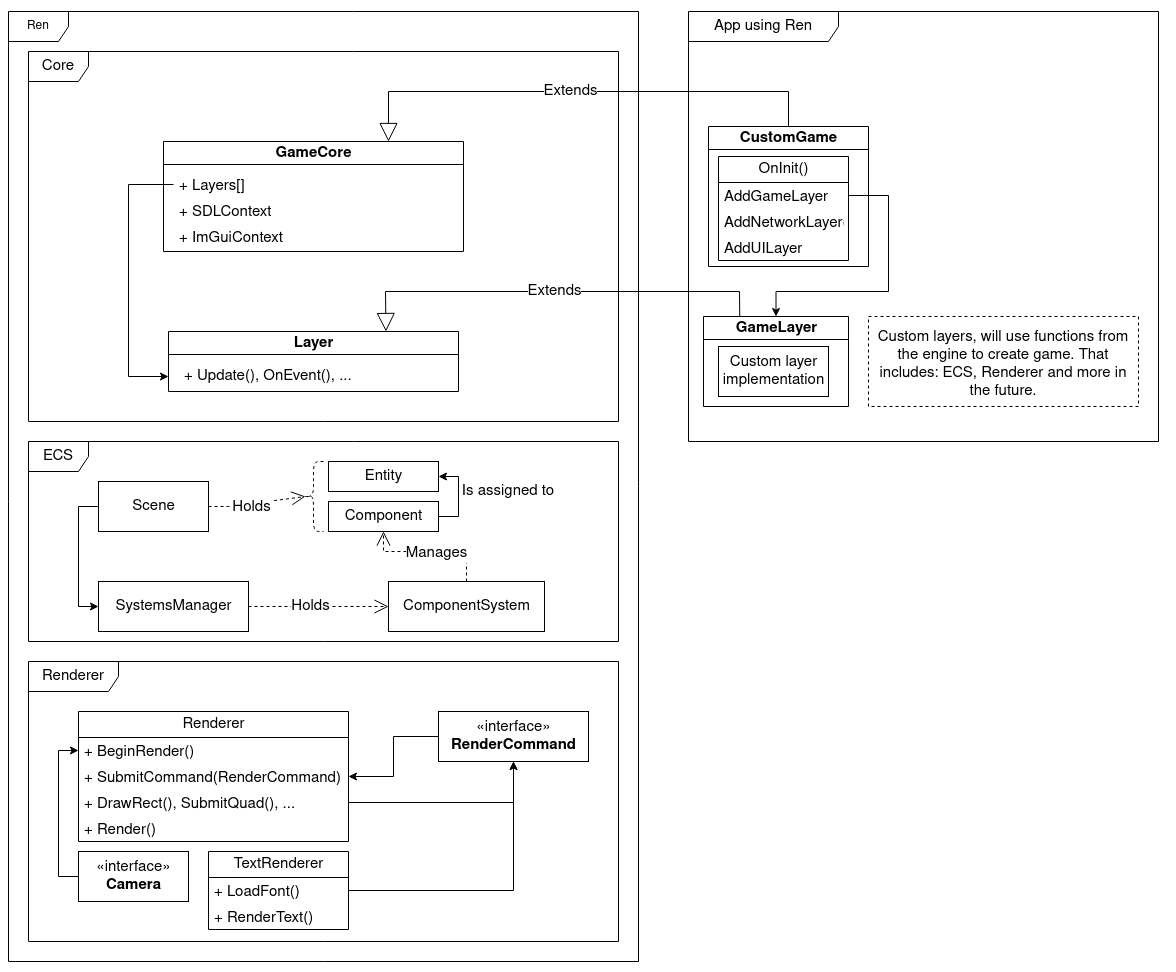 Ren
Core
Extends
GameCore
+ Layers[]
+ SDLContext
+ ImGuiContext
Extends
Layer
+ Update(), OnEvent(), ...
ECS
Scene
Holds
Entity
Component
Is assigned to
Manages
SystemsManager
Holds
ComponentSystem
Renderer
Renderer
+ BeginRender()
+ SubmitCommand(RenderCommand)
+ DrawRect(), SubmitQuad(), ...
+ Render()
«interface»
RenderCommand
«interface»
Camera
TextRenderer
+ LoadFont()
+ RenderText()
App using Ren
CustomGame
OnInit()
AddGameLayer
AddNetworkLayer
AddUILayer
GameLayer
Custom layer
implementation
Custom layers, will use functions from
the engine to create game. That
includes: ECS, Renderer and more in
the future.